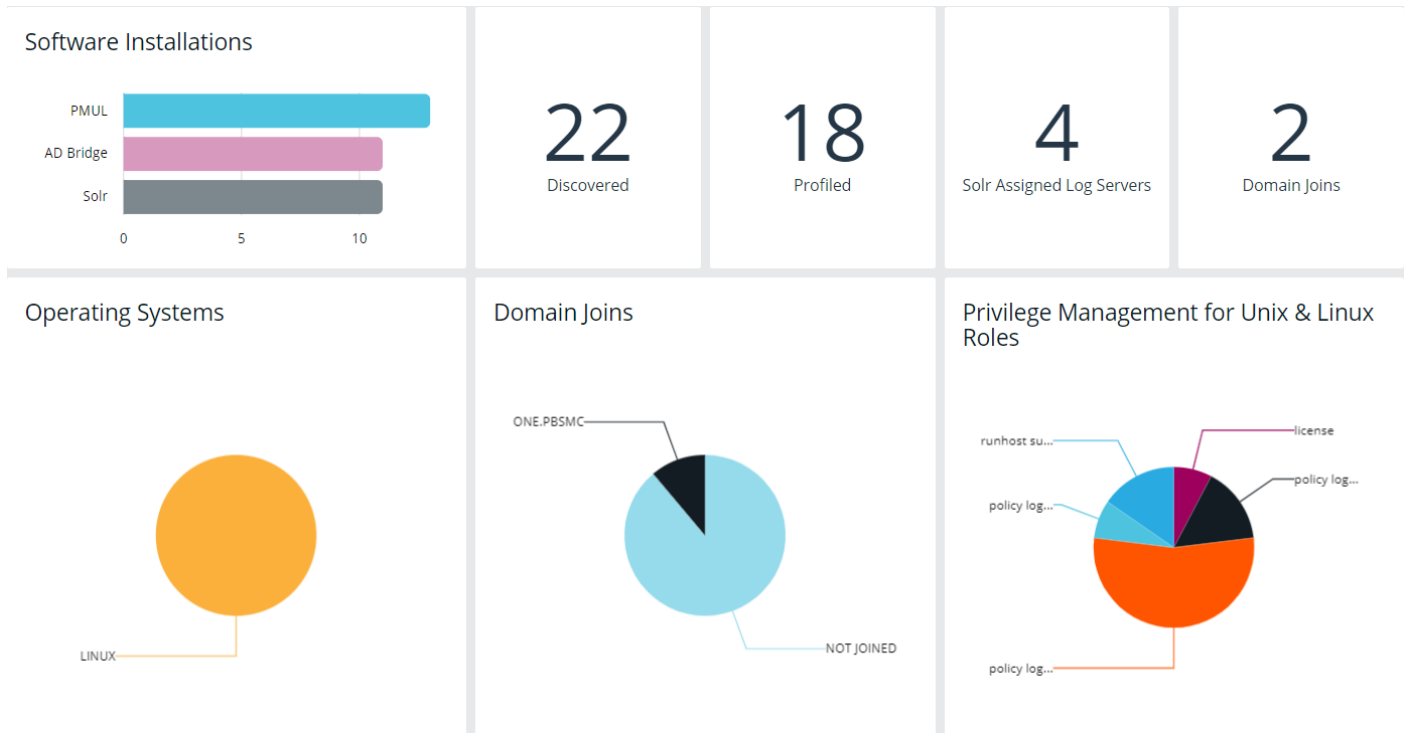 Software Installations
PMUL
AD Bridge
Solr
0 5 10
22
Discovered
18
Profiled
4
Solr Assigned Log Servers
2
Domain Joins
Operating Systems
LINUX
Domain Joins
ONE.PBSMC
NOT JOINED
Privilege Management for Unix & Linux
Roles
runhost su...
license
policy log...
policy log...
policy log...